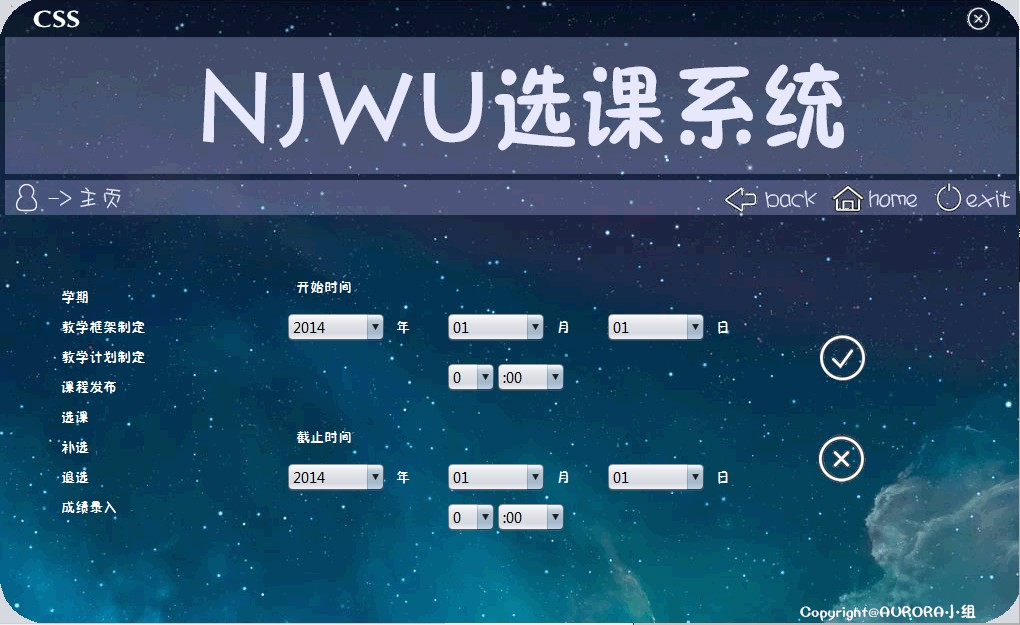 CSS
NJWU选课系统
-> 主页
back home exit
学期
教学框架制定
教学计划制定
课程发布
选课
补选
退选
成绩录入
开始时间
2014 年 01 月 01 日
0 :00
截止时间
2014 年 01 月 01 日
0 :00
Copyright@AURORA小组